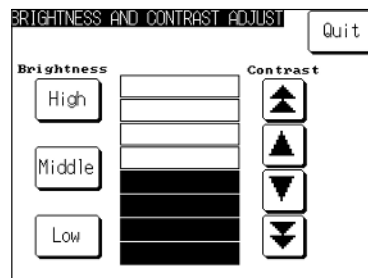 BRIGHTNESS AND CONTRAST ADJUST
Quit
Brightness
Contrast
High
Middle
Low